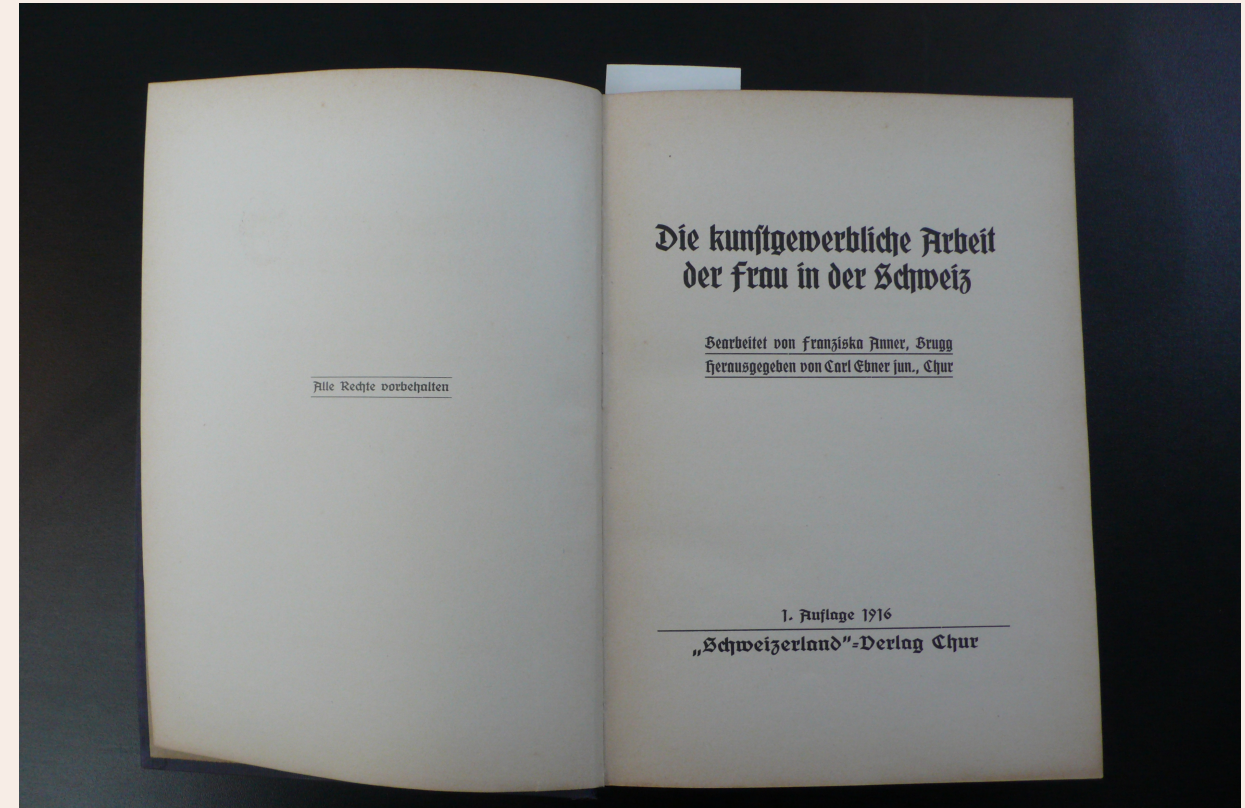 Alle Rechte vorbehalten
Die kunstgewerbliche Arbeit
der Frau in der Schweiz
Bearbeitet von Franziska Anner, Brugg
Herausgegeben von Carl Ebner jun., Chur
1. Auflage 1916
„Schweizerland"-Verlag Chur